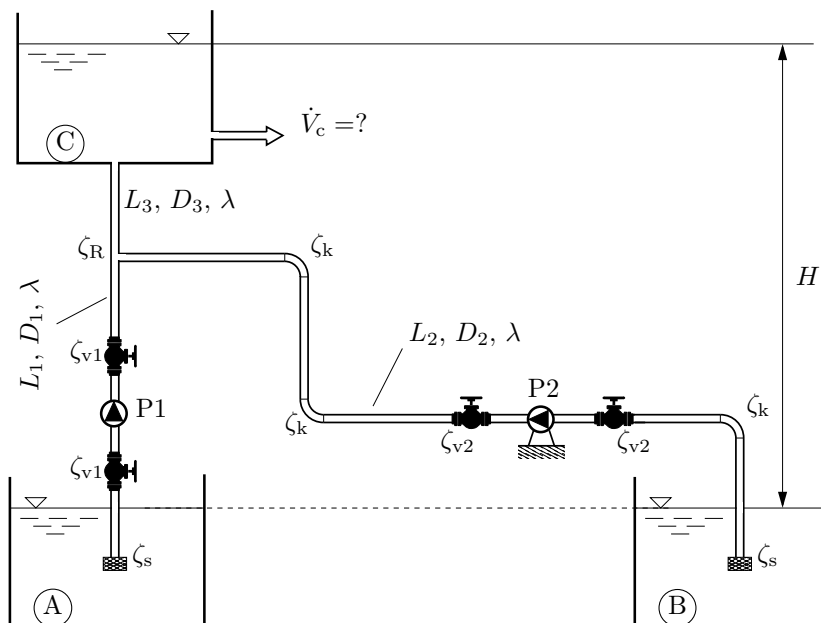 C
V̇c =?
L3, D3, λ
ζR
ζk
H
L1, D1, λ
ζv1
L2, D2, λ
P1
P2
ζk
ζk
ζv2
ζv2
ζv1
ζs
ζs
A
B